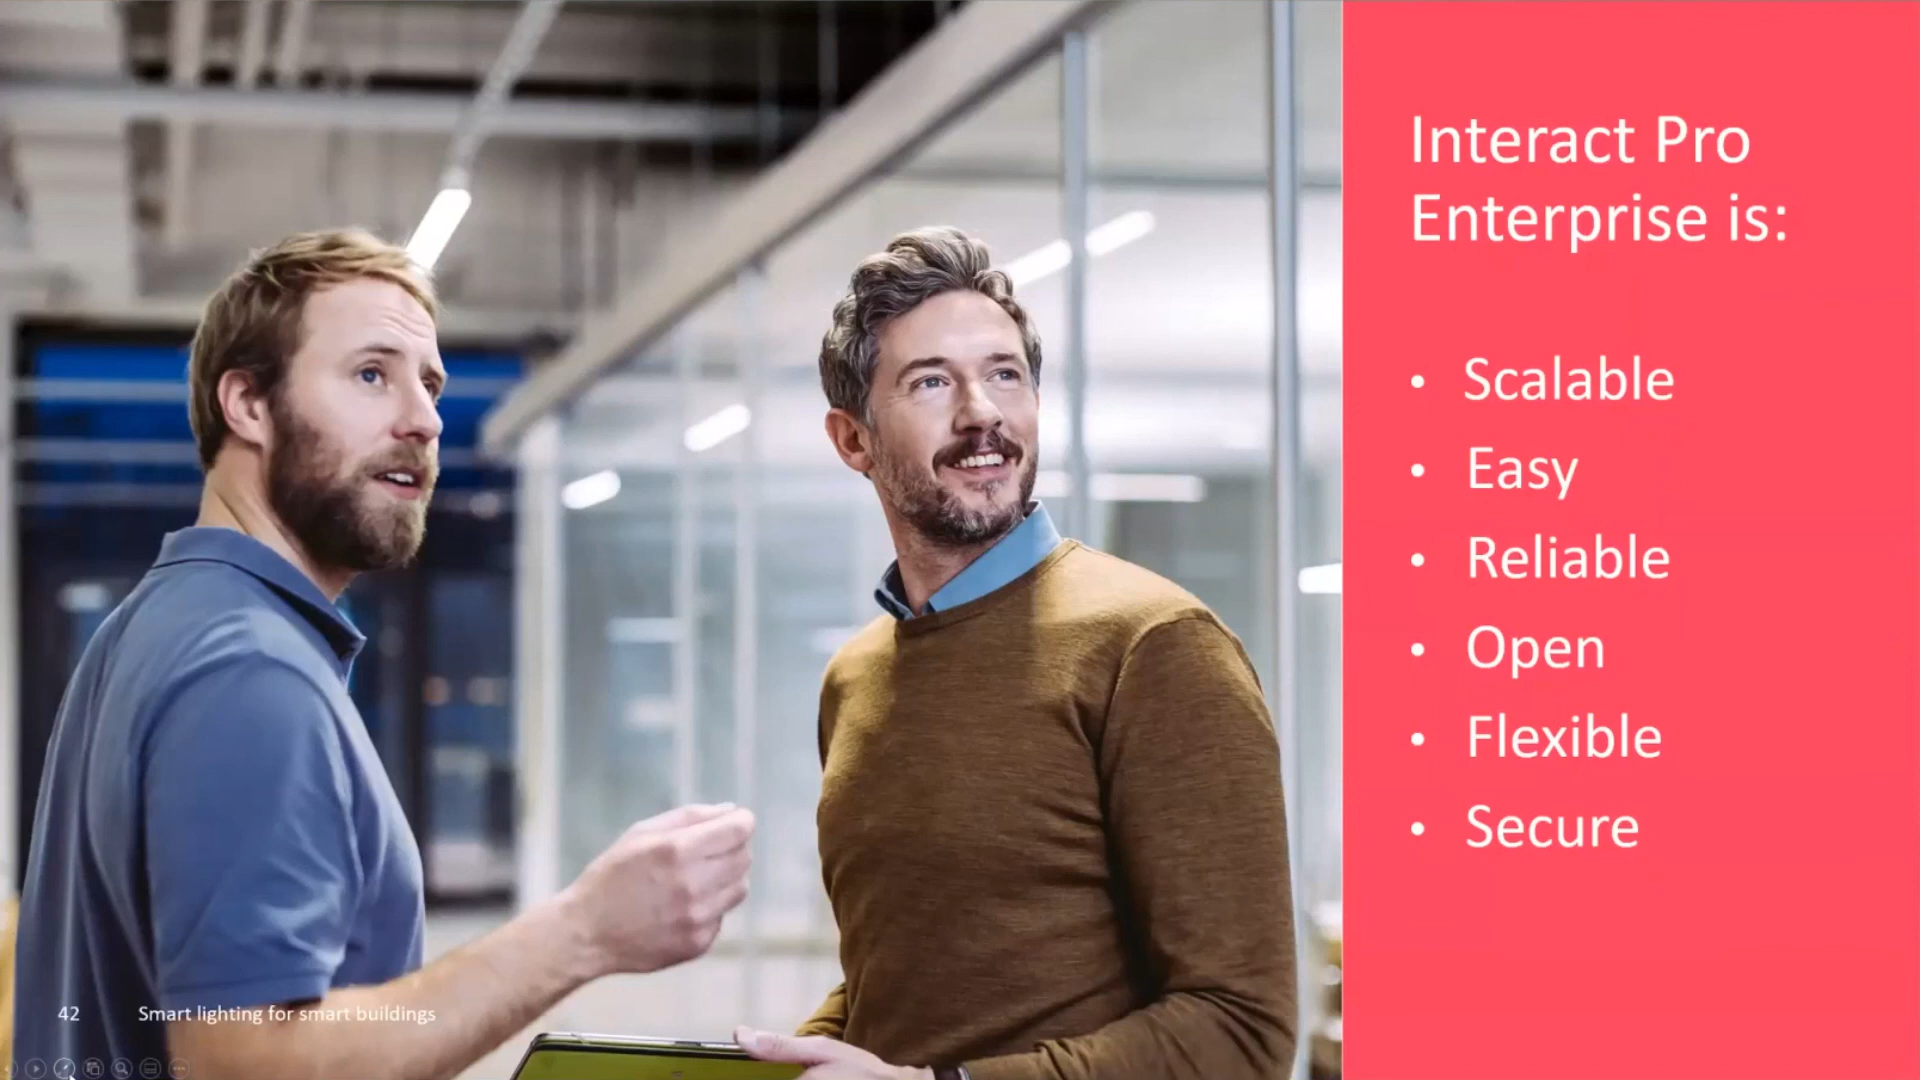 Interact Pro
Enterprise is:
• Scalable
• Easy
• Reliable
• Open
• Flexible
• Secure
42 Smart lighting for smart buildings